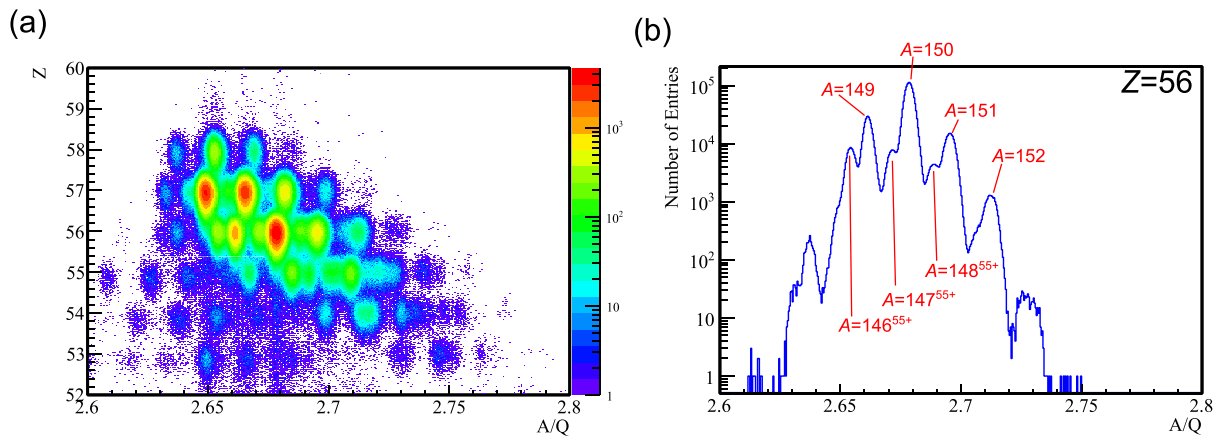 (a)
Z
60
59
58
57
56
55
54
53
52
2.6
2.65
2.7
2.75
2.8
A/Q
10³
10²
10
1
(b)
Number of Entries
10⁵
10⁴
10³
10²
10
1
Z=56
A=150
A=149
A=151
A=152
A=148⁵⁵⁺
A=147⁵⁵⁺
A=146⁵⁵⁺
2.6
2.65
2.7
2.75
2.8
A/Q